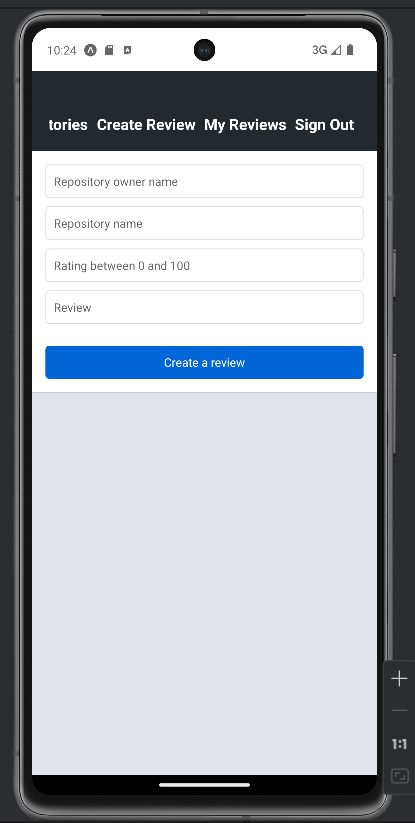 10:24 3G
tories Create Review My Reviews Sign Out
Repository owner name
Repository name
Rating between 0 and 100
Review
Create a review
1:1